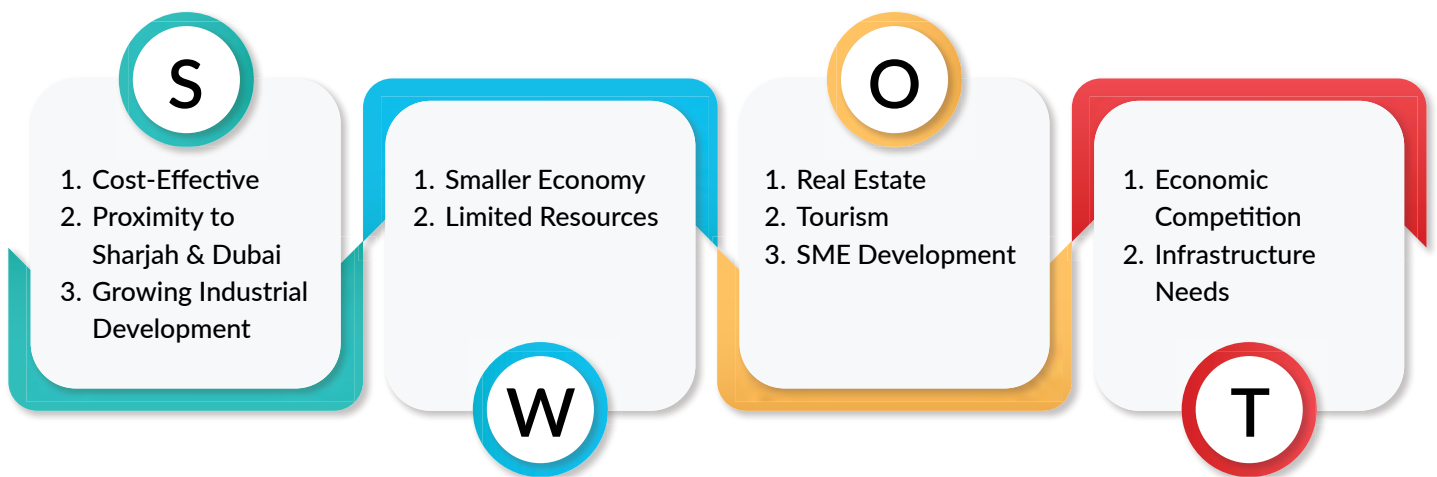 S
1. Cost-Effective
2. Proximity to
Sharjah & Dubai
3. Growing Industrial
Development
1. Smaller Economy
2. Limited Resources
W
O
1. Real Estate
2. Tourism
3. SME Development
1. Economic
Competition
2. Infrastructure
Needs
T